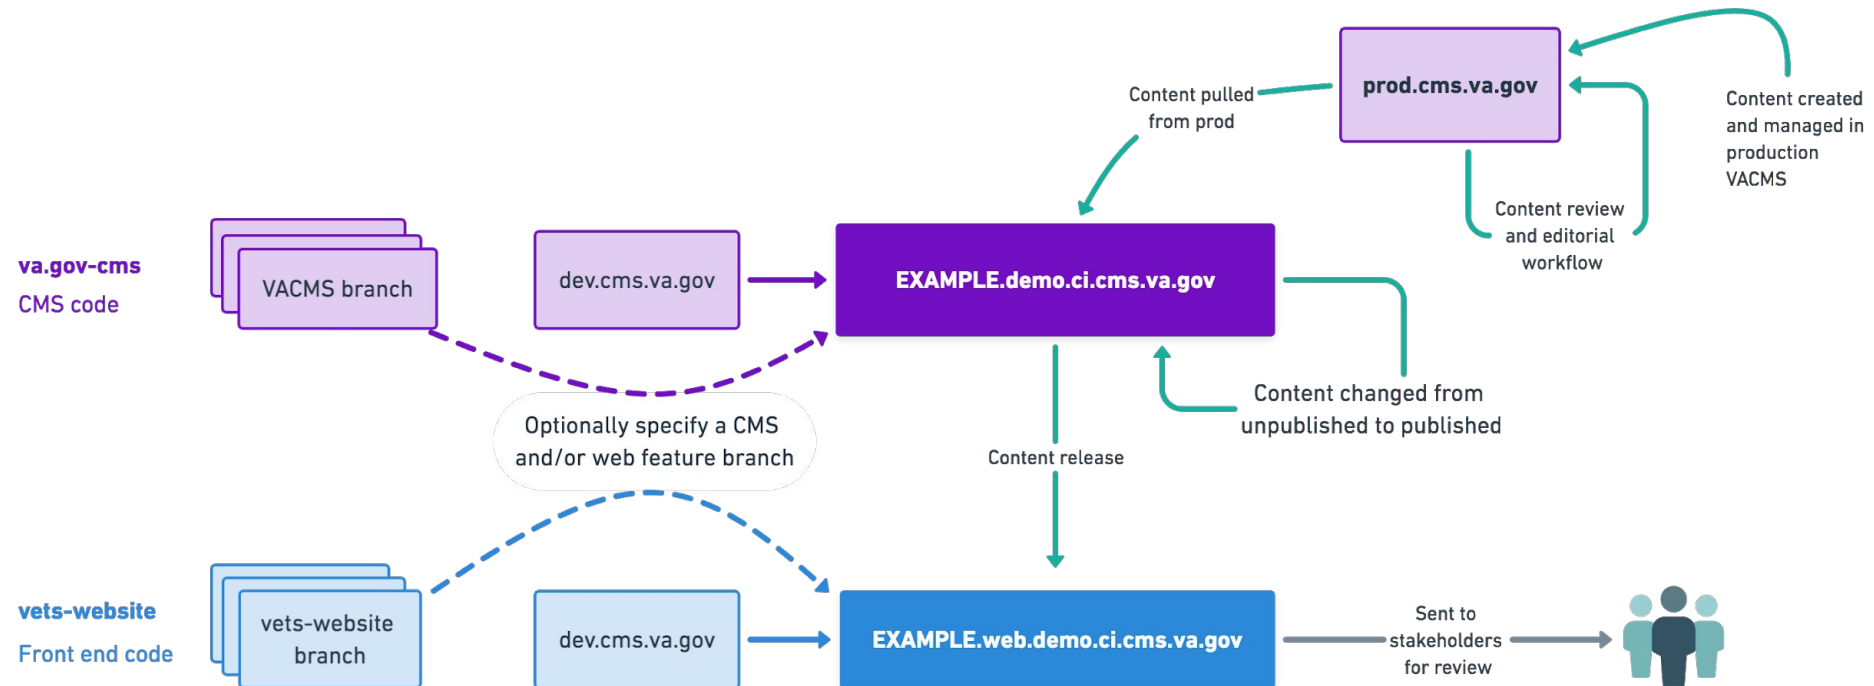 prod.cms.va.gov
Content pulled
from prod
Content created
and managed in
production
VACMS
Content review
and editorial
workflow
va.gov-cms
CMS code
VACMS branch
dev.cms.va.gov
EXAMPLE.demo.ci.cms.va.gov
Optionally specify a CMS
and/or web feature branch
Content changed from
unpublished to published
Content release
vets-website
Front end code
vets-website
branch
dev.cms.va.gov
EXAMPLE.web.demo.ci.cms.va.gov
Sent to
stakeholders
for review